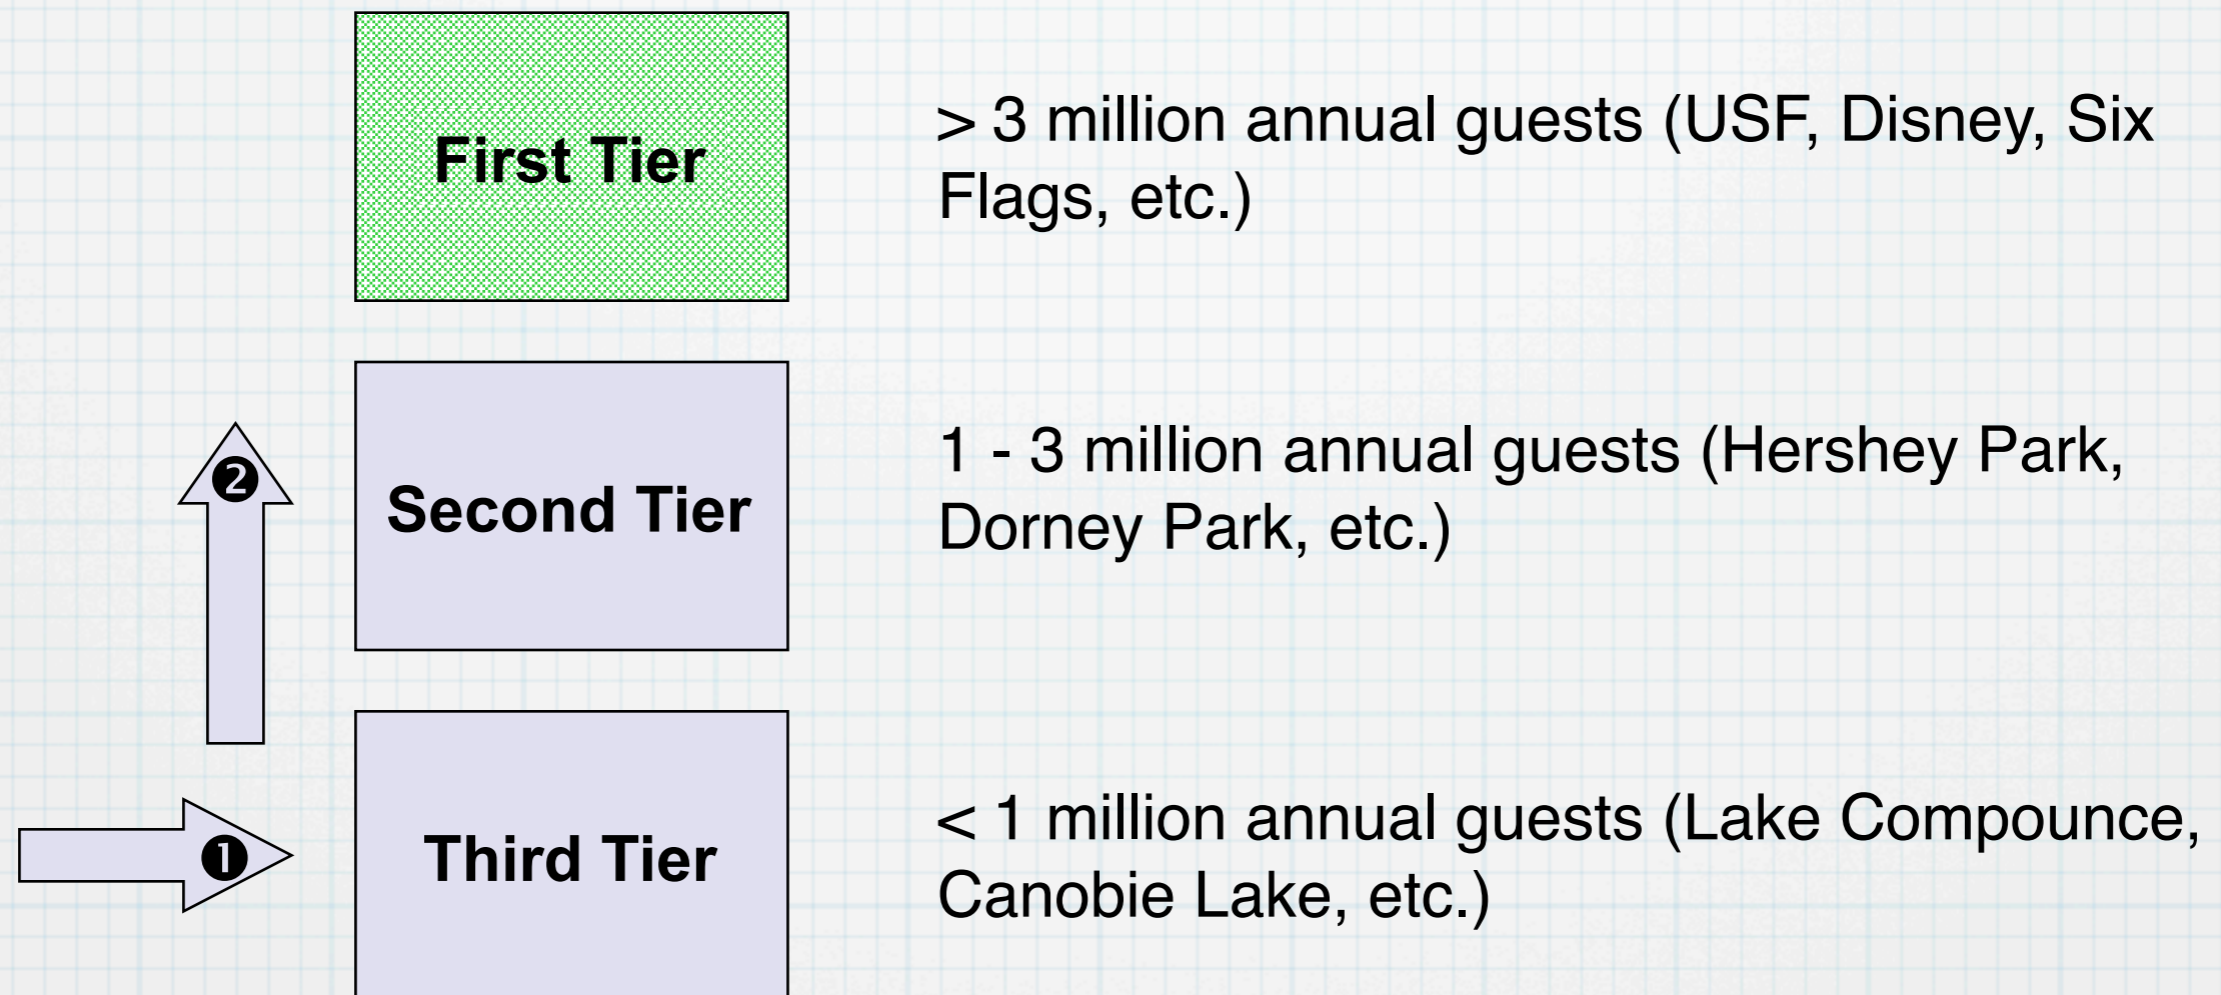 First Tier
> 3 million annual guests (USF, Disney, Six
Flags, etc.)
❷
Second Tier
1 - 3 million annual guests (Hershey Park,
Dorney Park, etc.)
❶
Third Tier
< 1 million annual guests (Lake Compounce,
Canobie Lake, etc.)